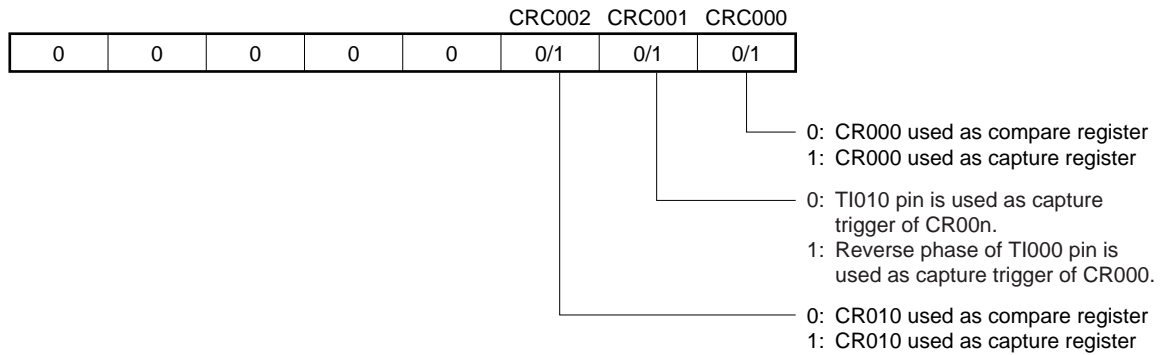 CRC002 CRC001 CRC000
0 0 0 0 0 0/1 0/1 0/1
0: CR000 used as compare register
1: CR000 used as capture register
0: TI010 pin is used as capture
trigger of CR00n.
1: Reverse phase of TI000 pin is
used as capture trigger of CR000.
0: CR010 used as compare register
1: CR010 used as capture register